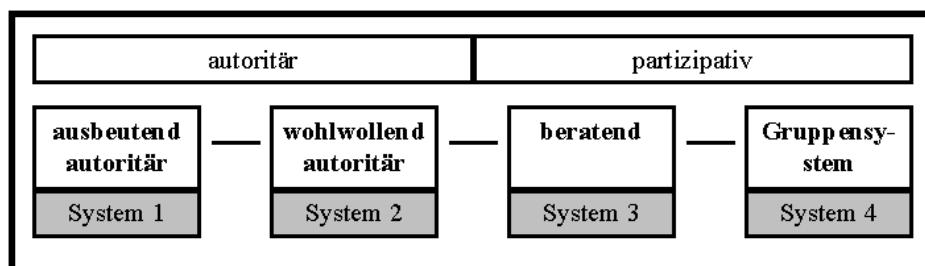 autoritär partizipativ
ausbeutend wohlwollend beratend Gruppensy-
autoritär autoritär stem
System 1 System 2 System 3 System 4